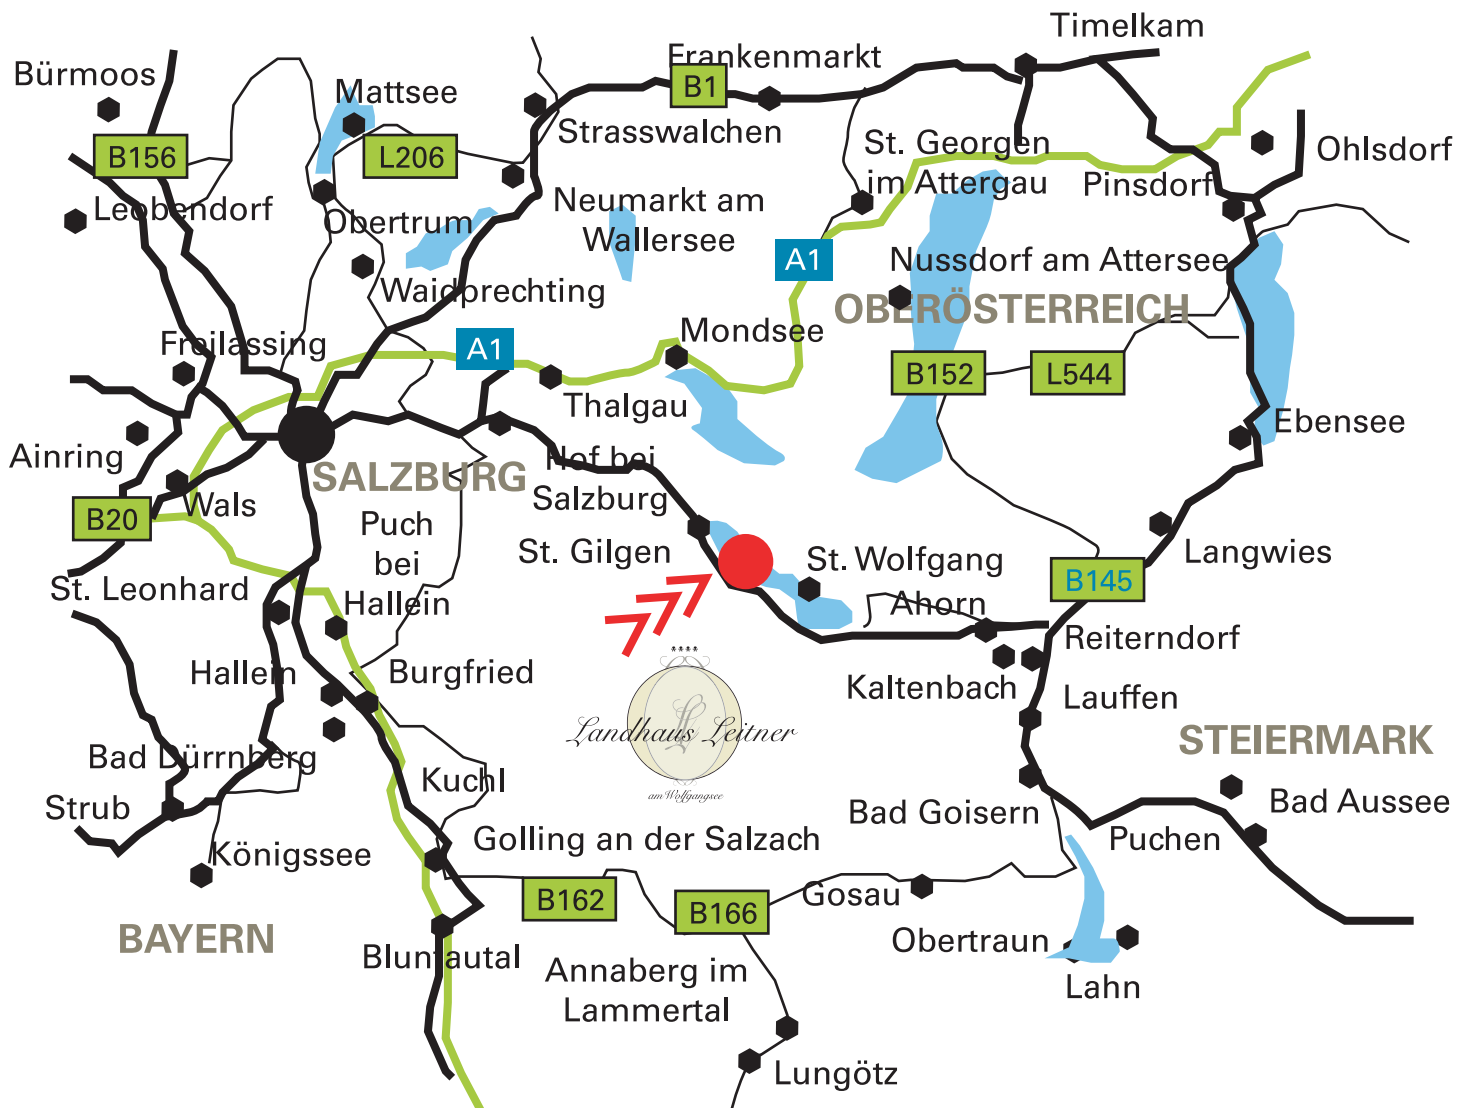 Timelkam
Bürmoos
Frankenmarkt
Mattsee
B1
Strasswalchen
St. Georgen
im Attergau
Ohlsdorf
B156
L206
Pinsdorf
Leobendorf
Obertrum
Neumarkt am
Wallersee
A1
Nussdorf am Attersee
Waidprechting
OBERÖSTERREICH
Mondsee
Freilassing
A1
B152
L544
Thalgau
Ebensee
Ainring
Hof bei
Salzburg
SALZBURG
Wals
B20
Puch
bei
Hallein
St. Gilgen
St. Wolfgang
Langwies
B145
St. Leonhard
Ahorn
Reiterndorf
Hallein
Burgfried
Kaltenbach
Lauffen
Landhaus Leitner
am Wolfgangsee
STEIERMARK
Bad Dürrnberg
Kuchl
Strub
Bad Goisern
Bad Aussee
Puchen
Golling an der Salzach
Königssee
B162
B166
Gosau
BAYERN
Bluntautal
Obertraun
Annaberg im
Lammertal
Lahn
Lungötz